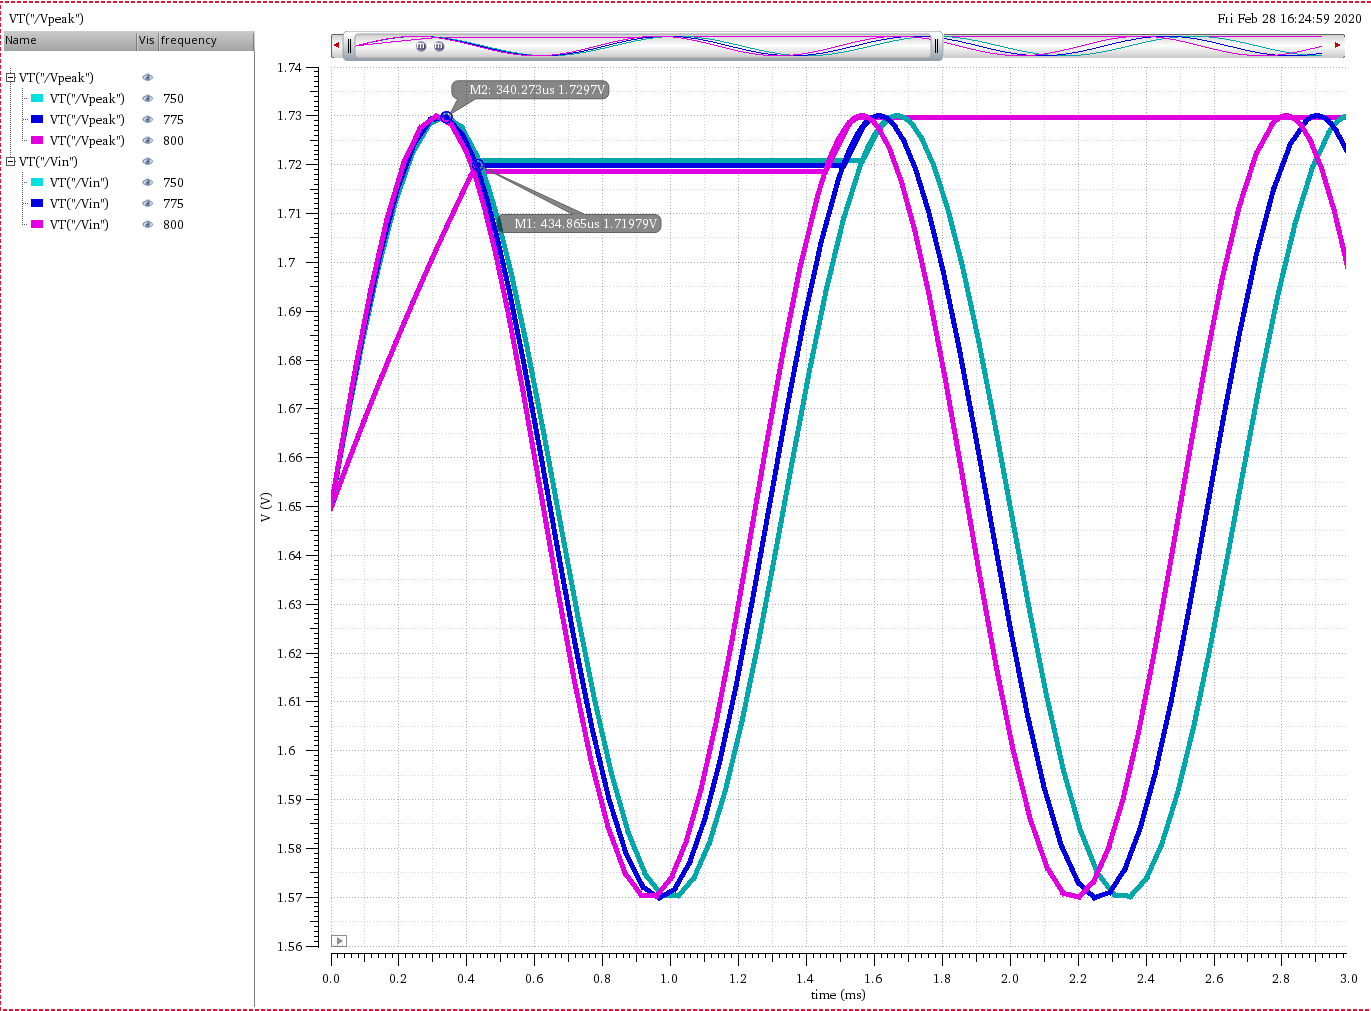 VT("/Vpeak")
Fri Feb 28 16:24:59 2020
Name Vis frequency
VT("/Vpeak")
VT("/Vpeak") 750
VT("/Vpeak") 775
VT("/Vpeak") 800
VT("/Vin")
VT("/Vin") 750
VT("/Vin") 775
VT("/Vin") 800
m m
M2: 340.273us 1.7297V
M1: 434.865us 1.71979V
V (V)
1.74
1.73
1.72
1.71
1.7
1.69
1.68
1.67
1.66
1.65
1.64
1.63
1.62
1.61
1.6
1.59
1.58
1.57
1.56
0.0 0.2 0.4 0.6 0.8 1.0 1.2 1.4 1.6 1.8 2.0 2.2 2.4 2.6 2.8 3.0
time (ms)